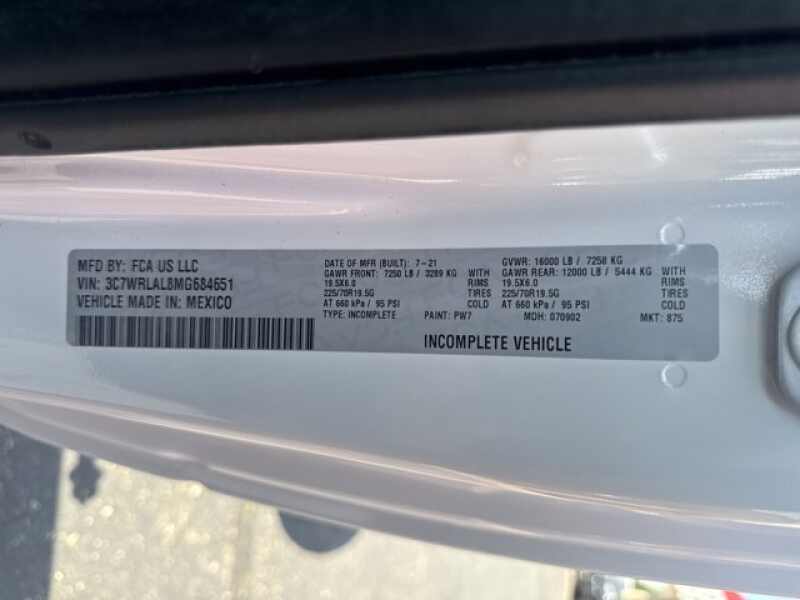 MFD BY: FCA US LLC
VIN: 3C7WRLAL8MG684651
VEHICLE MADE IN: MEXICO
DATE OF MFR (BUILT): 7-21
GAWR FRONT: 7250 LB / 3289 KG WITH
19.5X6.0 RIMS
225/70R19.5G TIRES
AT 660 kPa / 95 PSI COLD
TYPE: INCOMPLETE
GVWR: 16000 LB / 7258 KG
GAWR REAR: 12000 LB / 5444 KG WITH
19.5X6.0 RIMS
225/70R19.5G TIRES
AT 660 kPa / 95 PSI COLD
PAINT: PW7 MDH: 070902 MKT: 875
INCOMPLETE VEHICLE